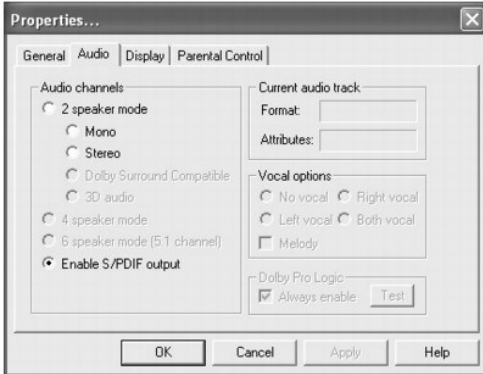 Properties...
General Audio Display Parental Control
Audio channels
2 speaker mode
Mono
Stereo
Dolby Surround Compatible
3D audio
4 speaker mode
6 speaker mode (5.1 channel)
Enable S/PDIF output
Current audio track
Format:
Attributes:
Vocal options
No vocal Right vocal
Left vocal Both vocal
Melody
Dolby Pro Logic
Always enable Test
OK Cancel Apply Help